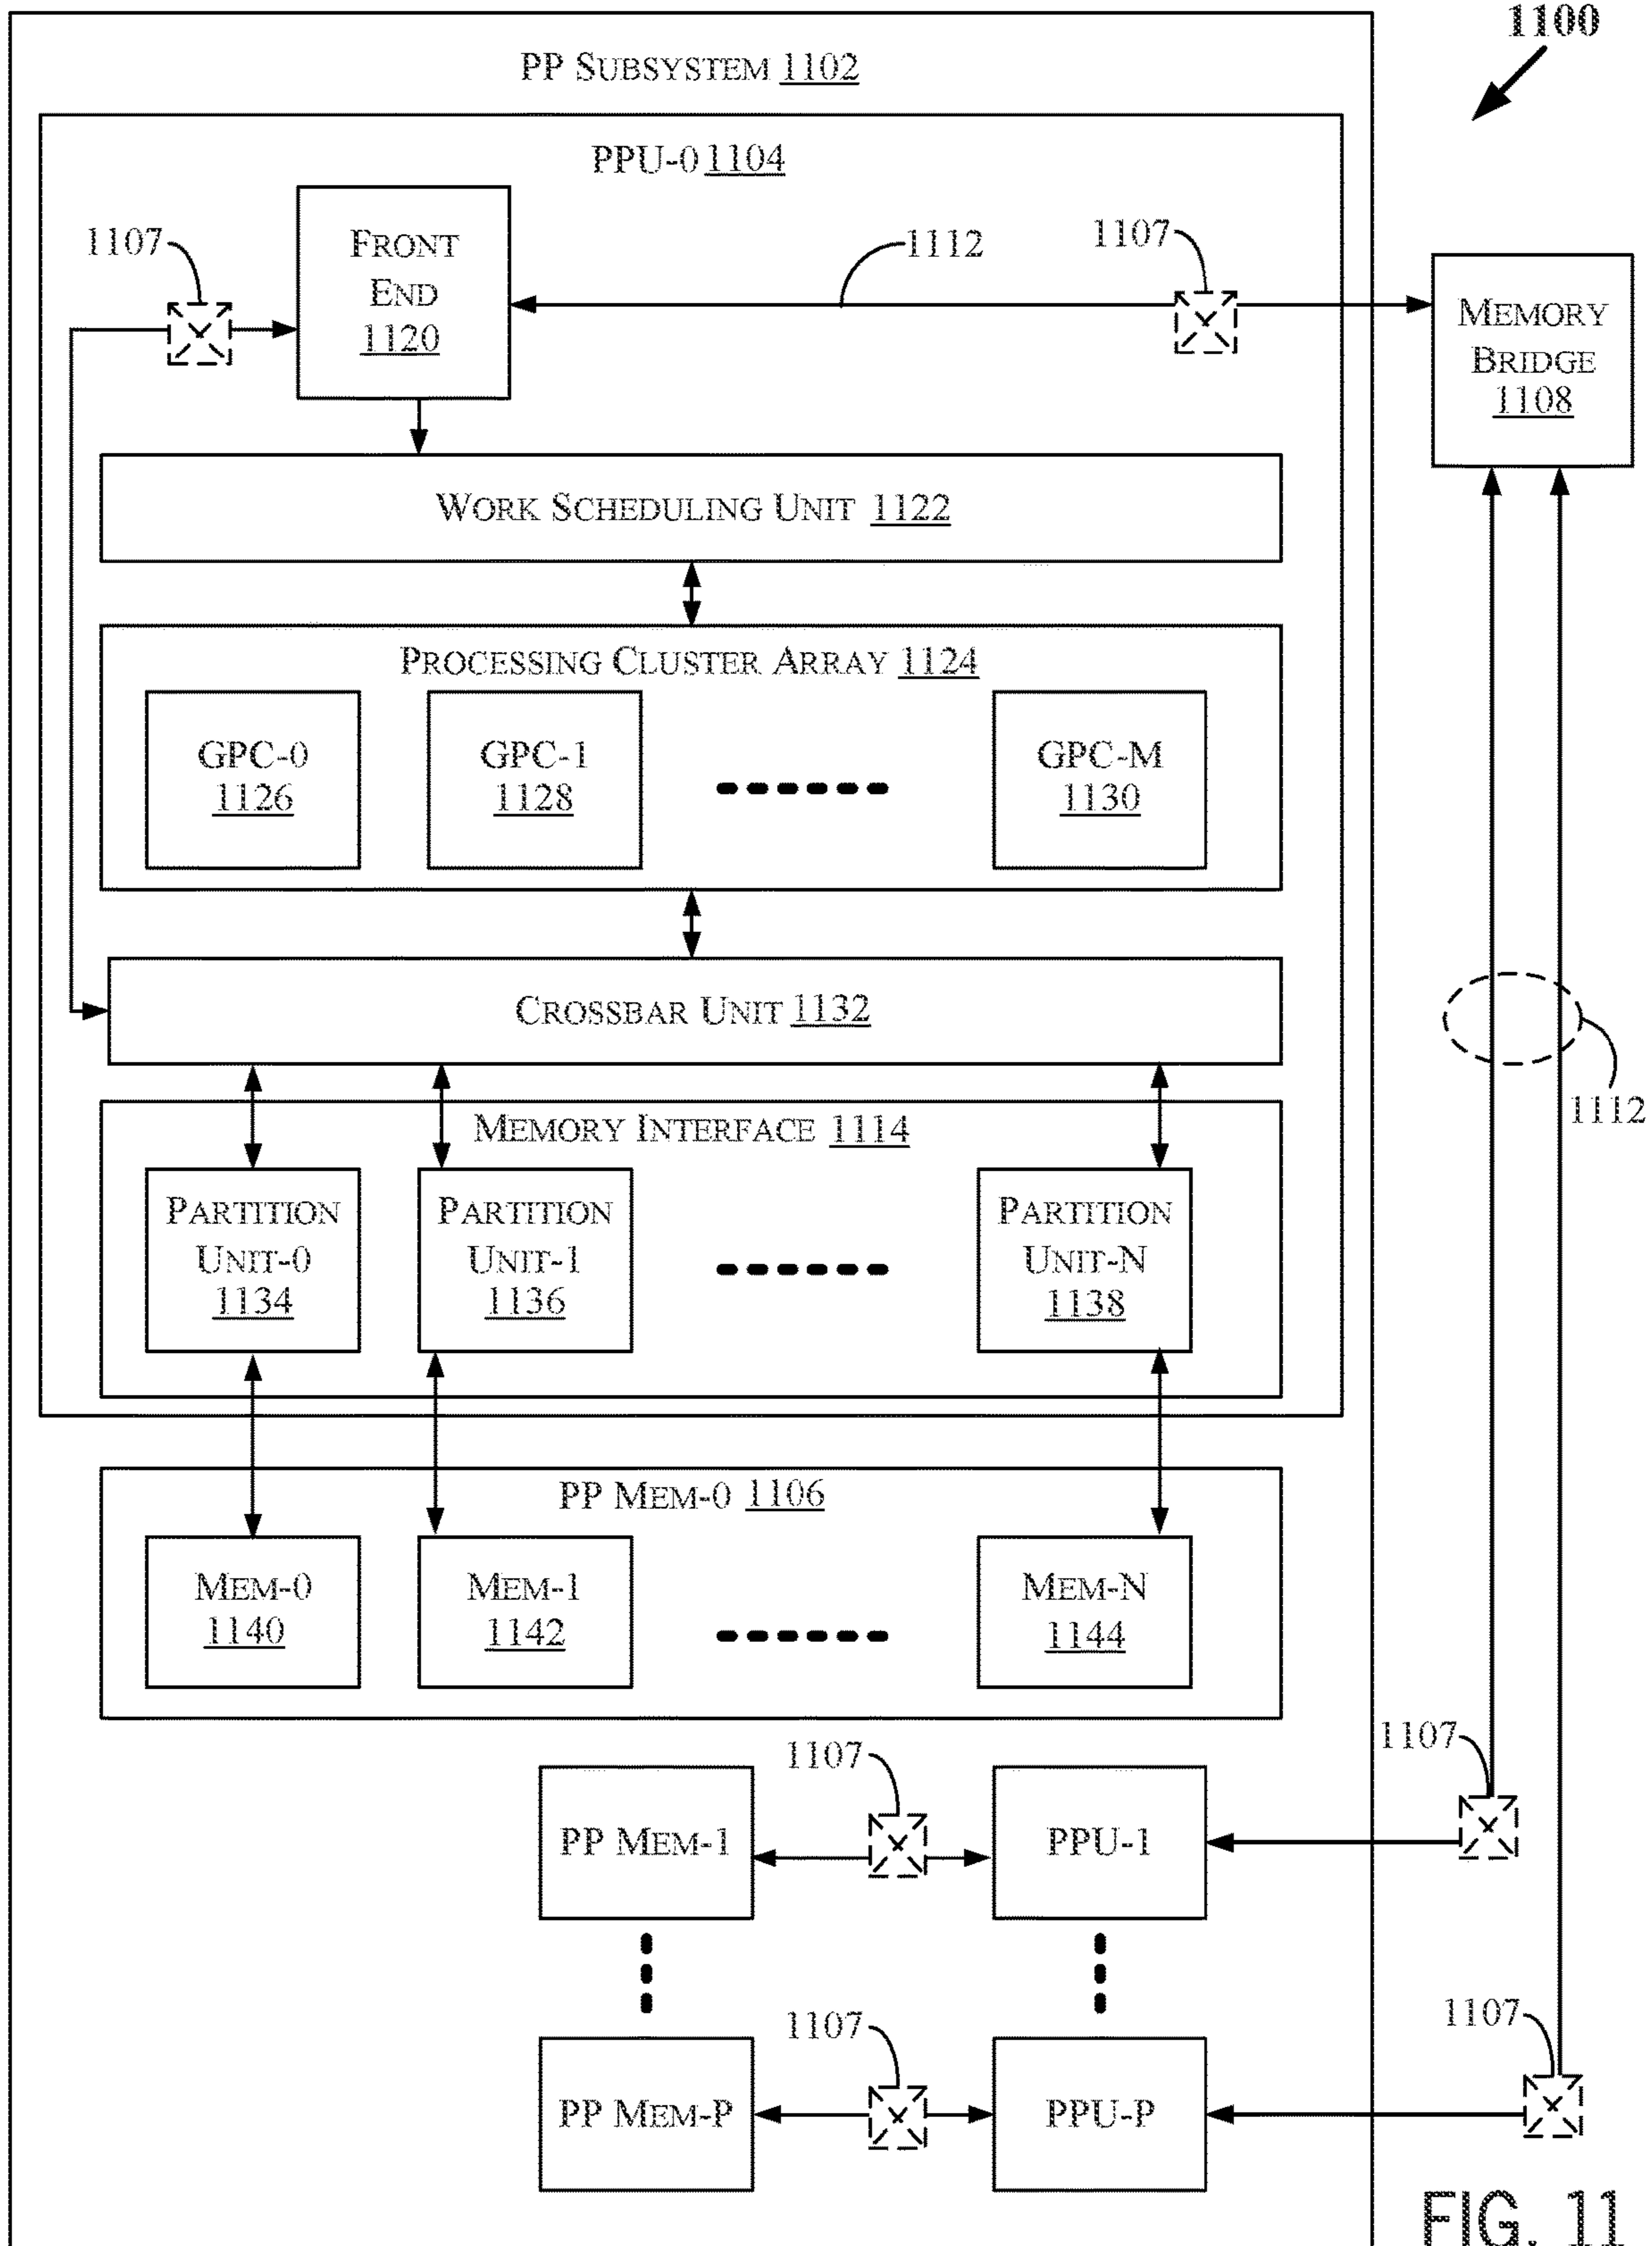 1100
PP SUBSYSTEM 1102
PPU-0 1104
1107
FRONT
END
1120
1112
1107
MEMORY
BRIDGE
1108
WORK SCHEDULING UNIT 1122
PROCESSING CLUSTER ARRAY 1124
GPC-0
1126
GPC-1
1128
GPC-M
1130
CROSSBAR UNIT 1132
1112
MEMORY INTERFACE 1114
PARTITION
UNIT-0
1134
PARTITION
UNIT-1
1136
PARTITION
UNIT-N
1138
PP MEM-0 1106
MEM-0
1140
MEM-1
1142
MEM-N
1144
1107
1107
PP MEM-1
PPU-1
1107
1107
PP MEM-P
PPU-P
FIG. 11